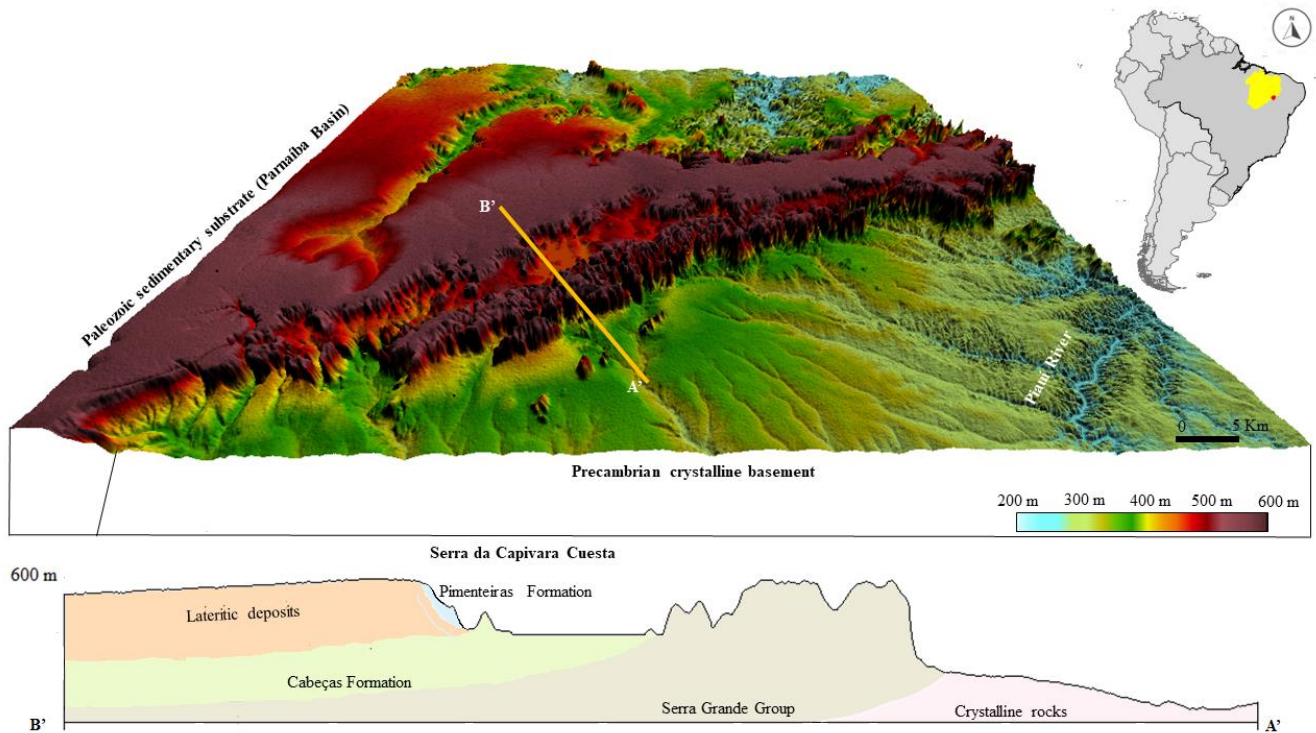 N
Paleozoic sedimentary substrate (Parnaíba Basin)
B’
A’
Piauí River
0 5 Km
Precambrian crystalline basement
200 m 300 m 400 m 500 m 600 m
Serra da Capivara Cuesta
600 m
Pimenteiras Formation
Lateritic deposits
Cabeças Formation
Serra Grande Group
Crystalline rocks
B’ A’